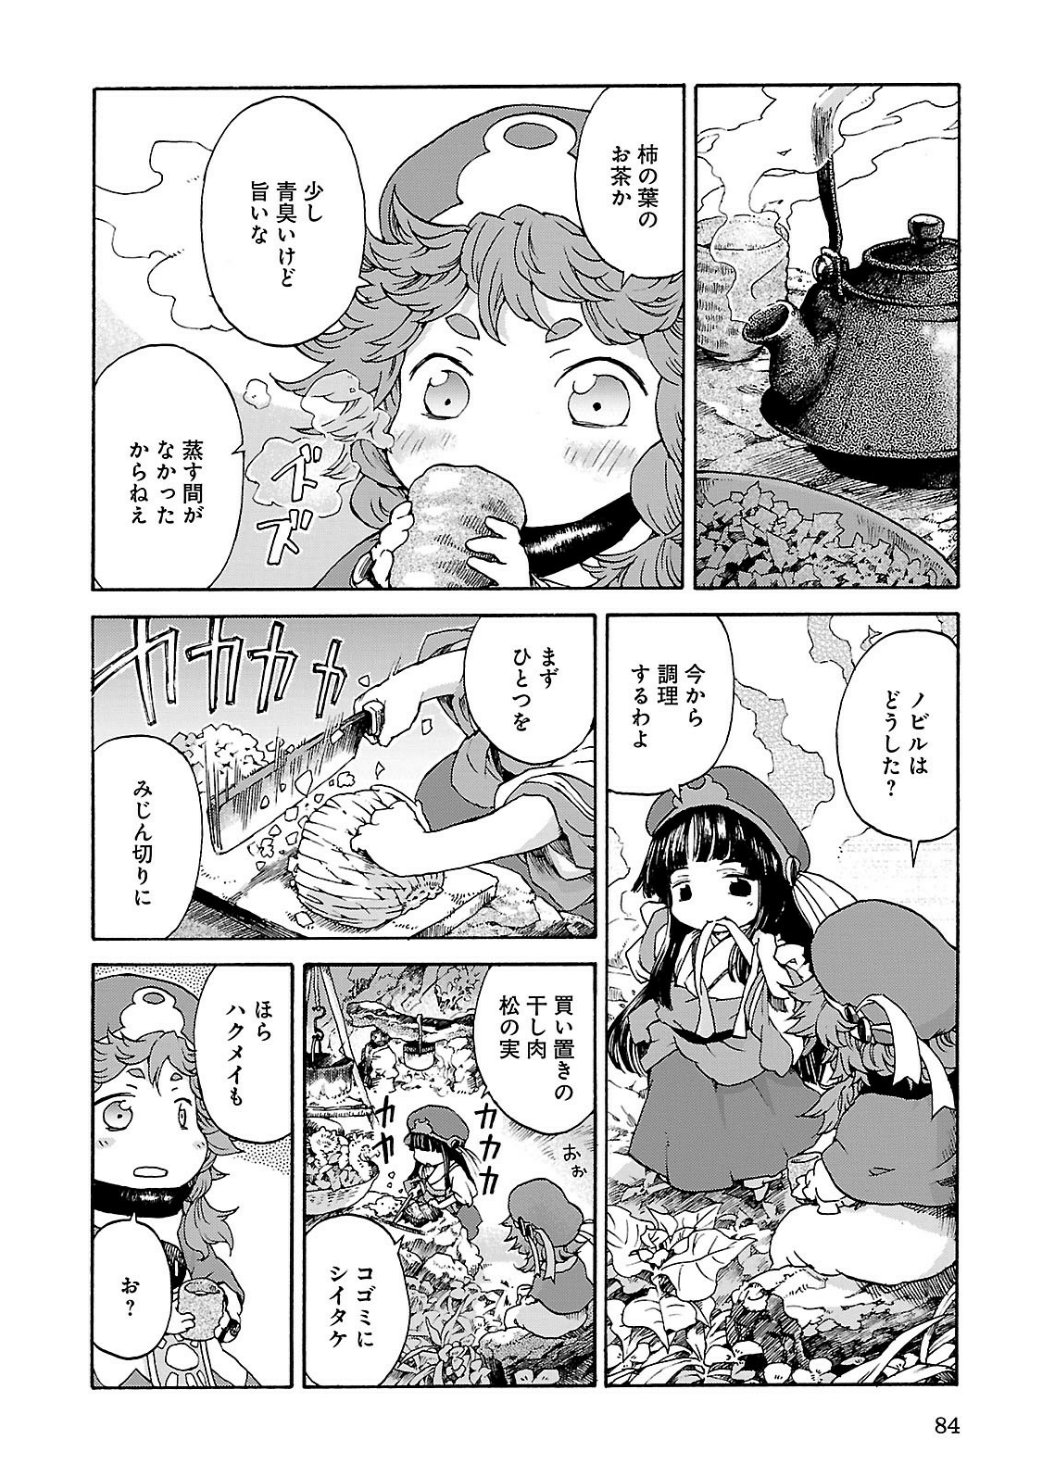 柿の葉の
お茶か
少し
青臭いけど
旨いな
ズズ
蒸す間が
なかった
からねえ
ノビルは
どうした?
今から
調理
するわよ
まず
ひとつを
カカカカ
みじん切りに
買い置きの
干し肉
松の実
カカカ
カカカ
おぉ
コゴミに
シイタケ
ほら
ハクメイも
お?
84